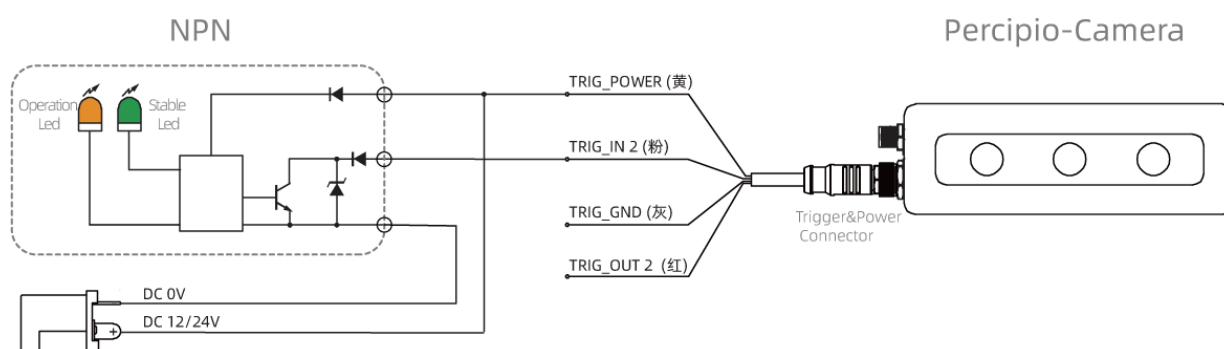 NPN
Percipio-Camera
Operation
Led
Stable
Led
TRIG_POWER (黄)
TRIG_IN 2 (粉)
TRIG_GND (灰)
TRIG_OUT 2 (红)
Trigger&Power
Connector
DC 0V
DC 12/24V
+